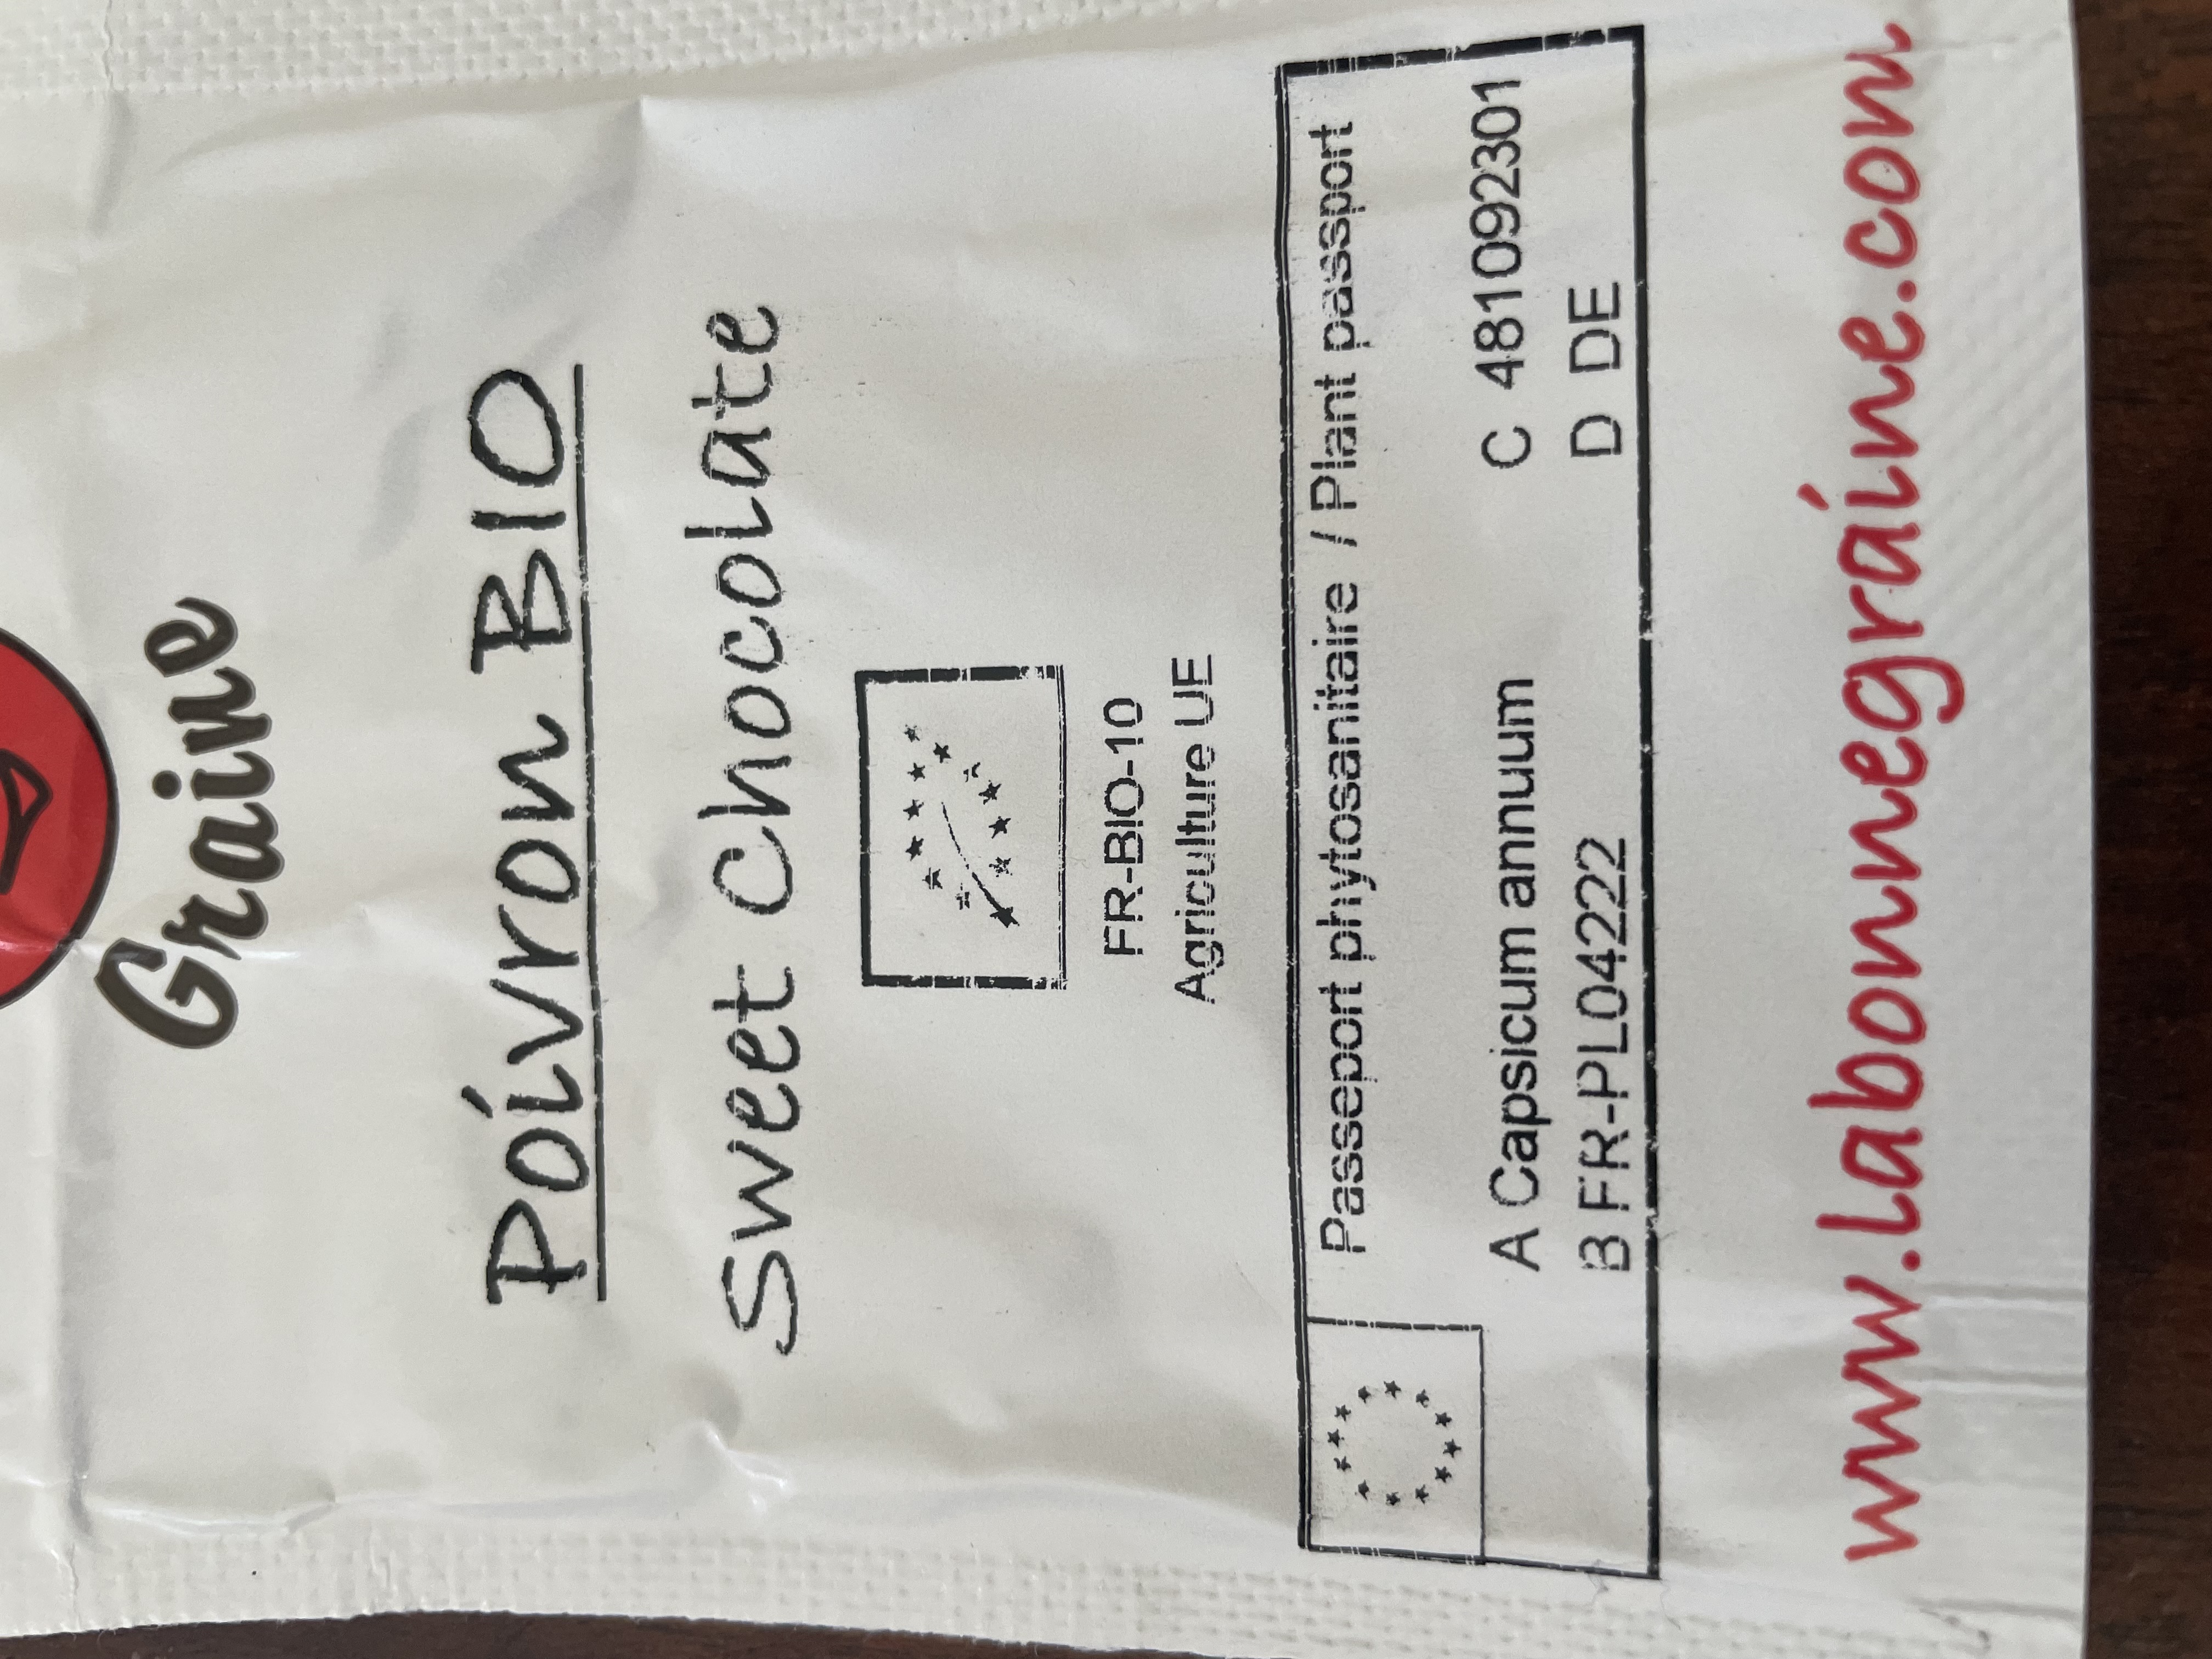 Graine
Poivron BIO
Sweet Chocolate
FR-BIO-10
Agriculture UE
Passeport phytosanitaire / Plant passport
A Capsicum annuum C 481092301
B FR-PL04222 D DE
www.labonnegraine.com